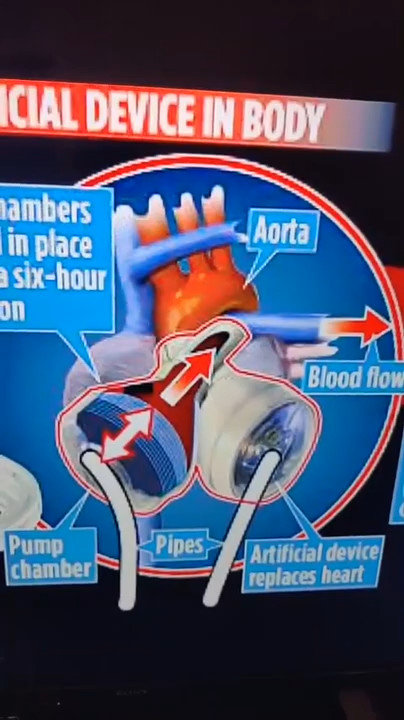 ICIAL DEVICE IN BODY
hambers
in place
a six-hour
on
Aorta
Blood flow
Pump
chamber
Pipes
Artificial device
replaces heart